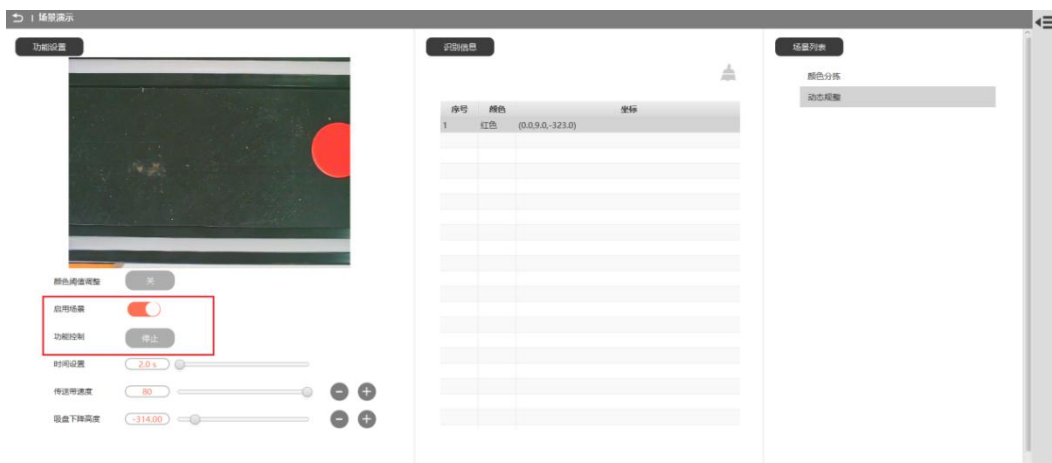 场景演示
功能设置
颜色阈值调整 关
启用场景
功能控制 停止
时间设置 2.0 s
传送带速度 80
吸盘下降高度 -314.00
识别信息
序号 颜色 坐标
1 红色 (0.0,9.0,-323.0)
场景列表
颜色分拣
动态规整